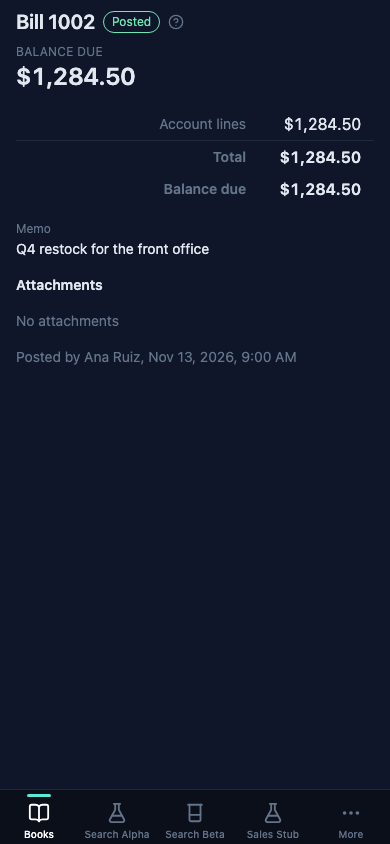 Bill 1002 Posted ?
BALANCE DUE
$1,284.50
Account lines $1,284.50
Total $1,284.50
Balance due $1,284.50
Memo
Q4 restock for the front office
Attachments
No attachments
Posted by Ana Ruiz, Nov 13, 2026, 9:00 AM
Books Search Alpha Search Beta Sales Stub More